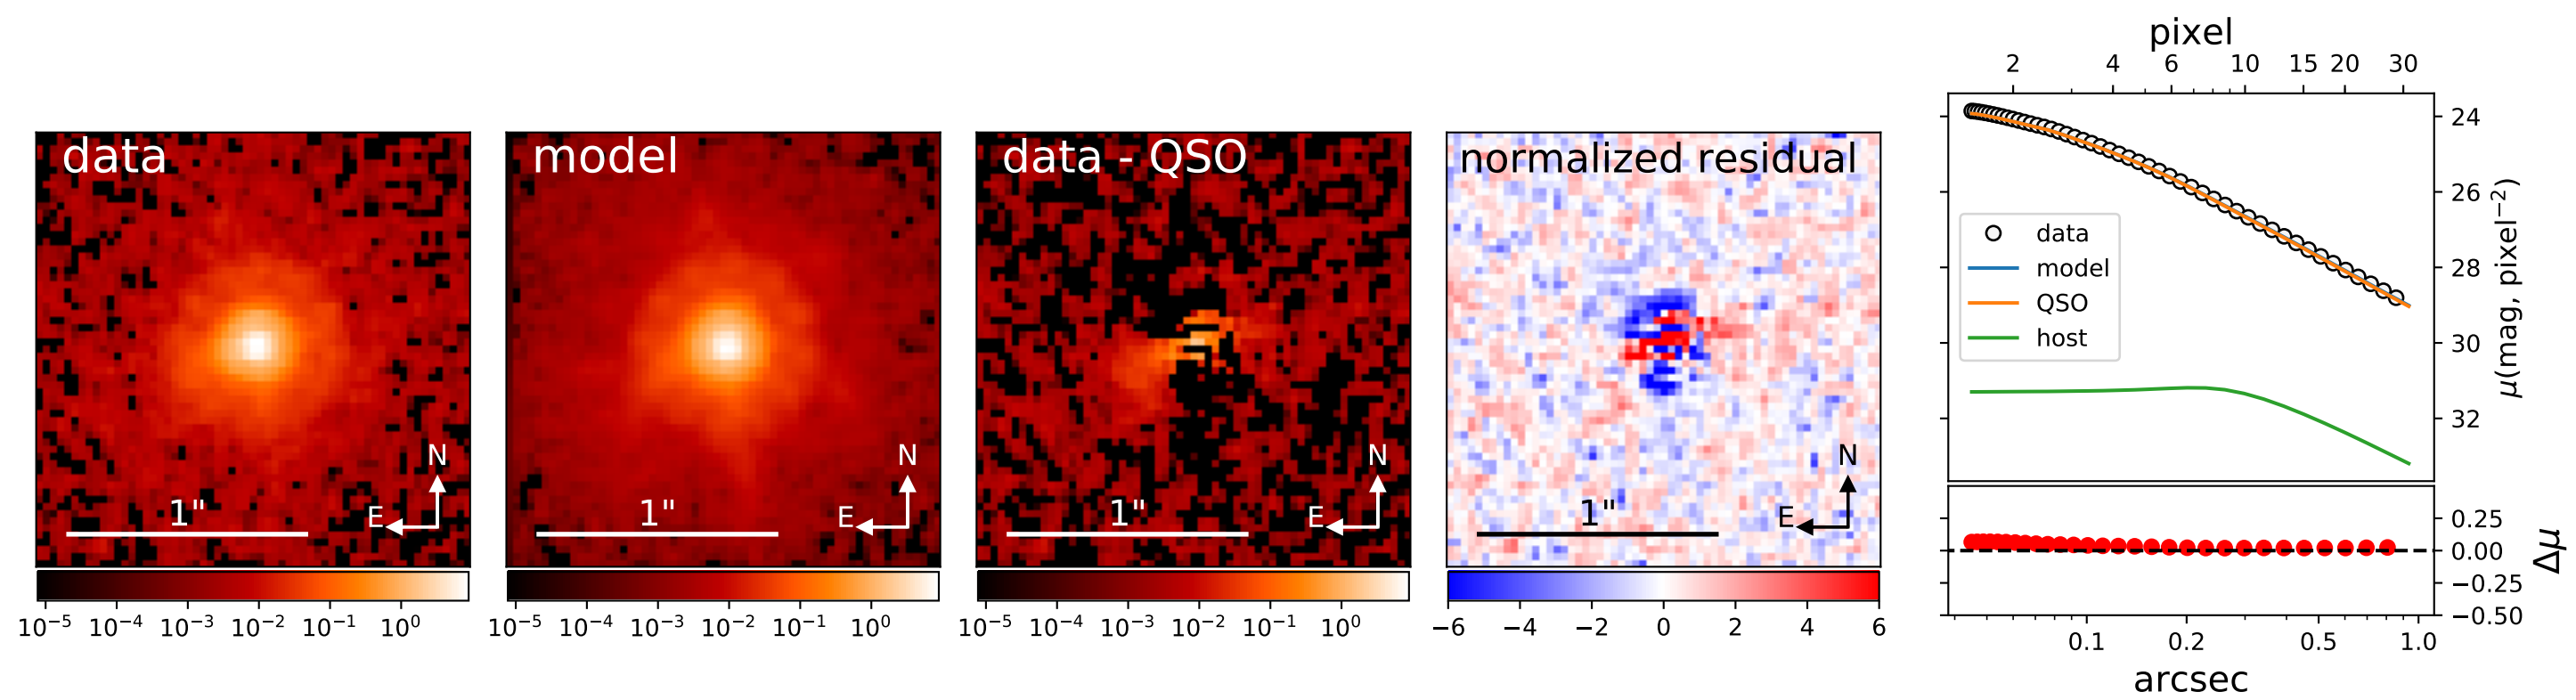 data
N
E
1"
10⁻⁵ 10⁻⁴ 10⁻³ 10⁻² 10⁻¹ 10⁰
model
N
E
1"
10⁻⁵ 10⁻⁴ 10⁻³ 10⁻² 10⁻¹ 10⁰
data - QSO
N
E
1"
10⁻⁵ 10⁻⁴ 10⁻³ 10⁻² 10⁻¹ 10⁰
normalized residual
N
E
1"
−6 −4 −2 0 2 4 6
pixel
2 4 6 10 15 20 30
24
26
28
30
32
μ(mag, pixel⁻²)
data
model
QSO
host
0.25
0.00
−0.25
−0.50
Δμ
0.1 0.2 0.5 1.0
arcsec